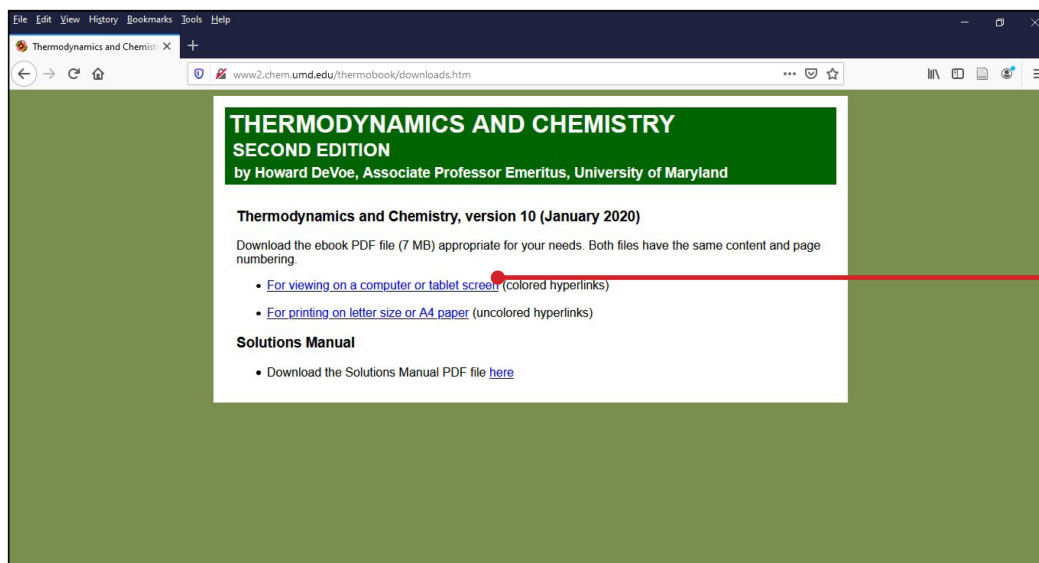 File Edit View History Bookmarks Tools Help
Thermodynamics and Chemist
www2.chem.umd.edu/thermobook/downloads.htm
THERMODYNAMICS AND CHEMISTRY
SECOND EDITION
by Howard DeVoe, Associate Professor Emeritus, University of Maryland
Thermodynamics and Chemistry, version 10 (January 2020)
Download the ebook PDF file (7 MB) appropriate for your needs. Both files have the same content and page
numbering.
• For viewing on a computer or tablet screen (colored hyperlinks)
• For printing on letter size or A4 paper (uncolored hyperlinks)
Solutions Manual
• Download the Solutions Manual PDF file here